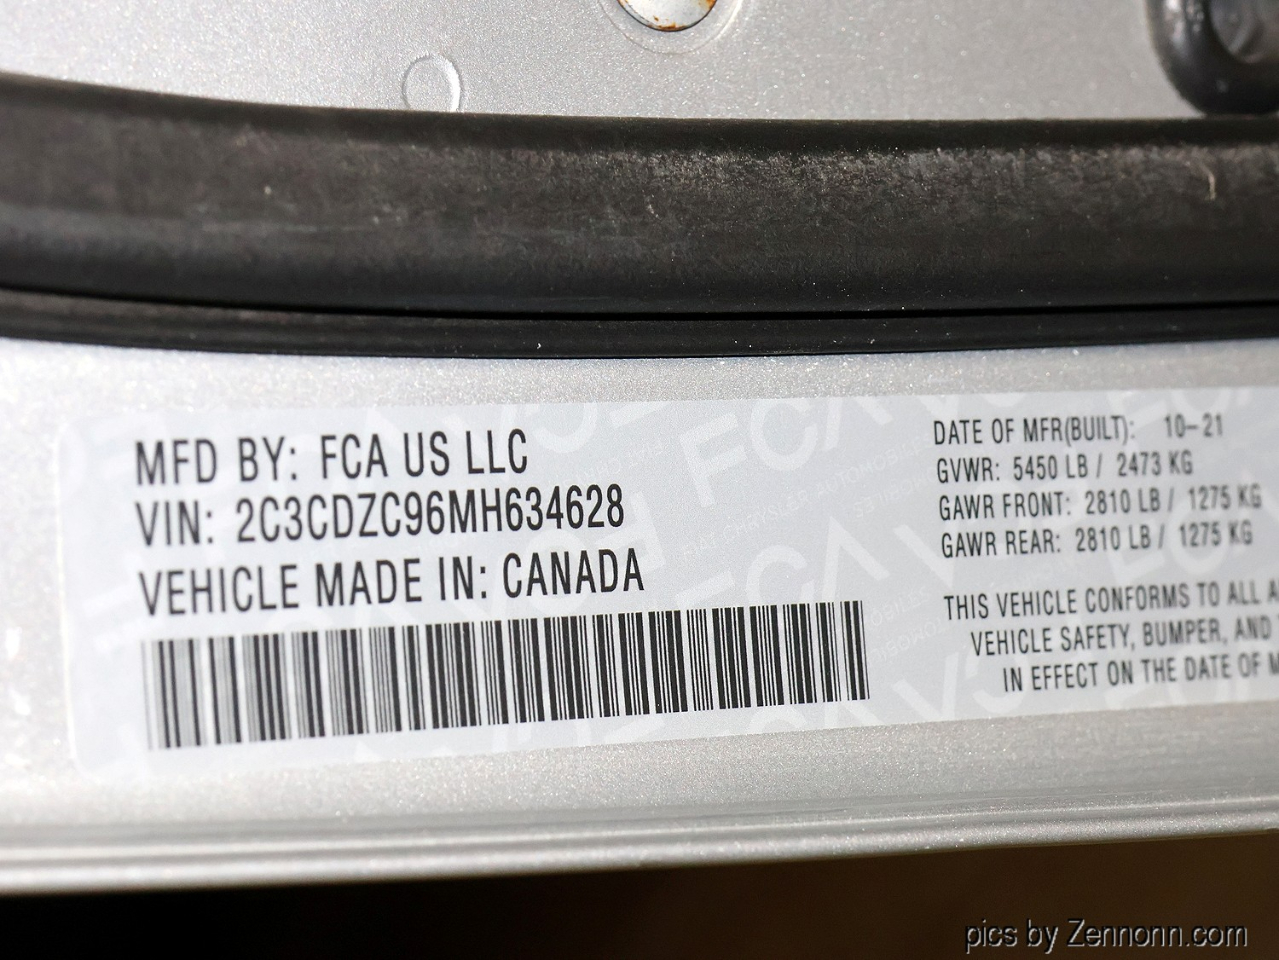 MFD BY: FCA US LLC
VIN: 2C3CDZC96MH634628
VEHICLE MADE IN: CANADA
DATE OF MFR(BUILT): 10-21
GVWR: 5450 LB / 2473 KG
GAWR FRONT: 2810 LB / 1275 KG
GAWR REAR: 2810 LB / 1275 KG
THIS VEHICLE CONFORMS TO ALL A
VEHICLE SAFETY, BUMPER, AND
IN EFFECT ON THE DATE OF M
pics by Zennonn.com